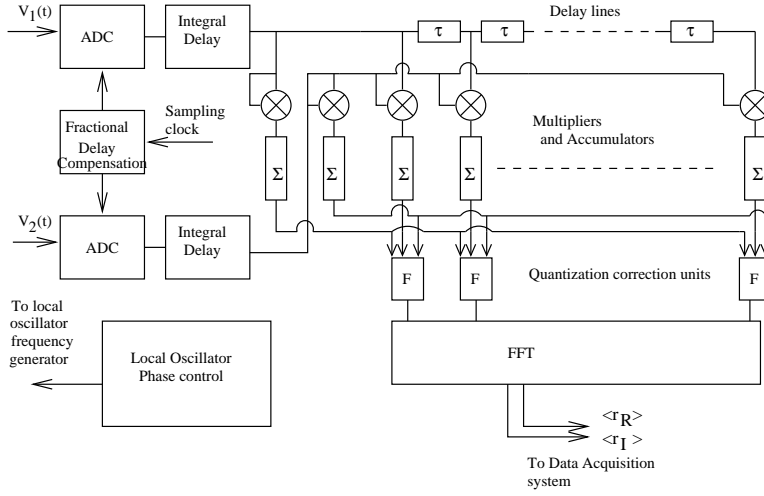 V1(t)
ADC
Integral
Delay
τ
τ
τ
Delay lines
Fractional
Delay
Compensation
Sampling
clock
Multipliers
and Accumulators
Σ
Σ
Σ
Σ
Σ
V2(t)
ADC
Integral
Delay
F
F
F
Quantization correction units
To local
oscillator
frequency
generator
Local Oscillator
Phase control
FFT
<rR>
<rI>
To Data Acquisition
system